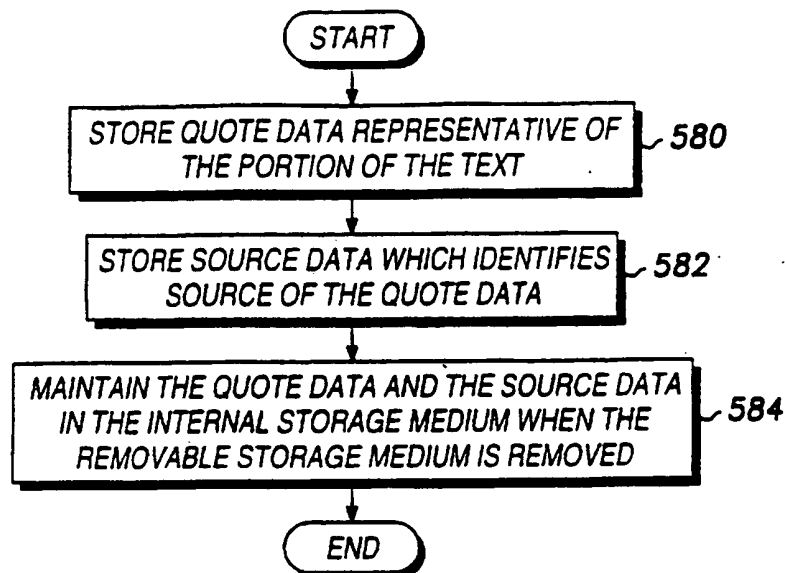 START
STORE QUOTE DATA REPRESENTATIVE OF
THE PORTION OF THE TEXT
580
STORE SOURCE DATA WHICH IDENTIFIES
SOURCE OF THE QUOTE DATA
582
MAINTAIN THE QUOTE DATA AND THE SOURCE DATA
IN THE INTERNAL STORAGE MEDIUM WHEN THE
REMOVABLE STORAGE MEDIUM IS REMOVED
584
END